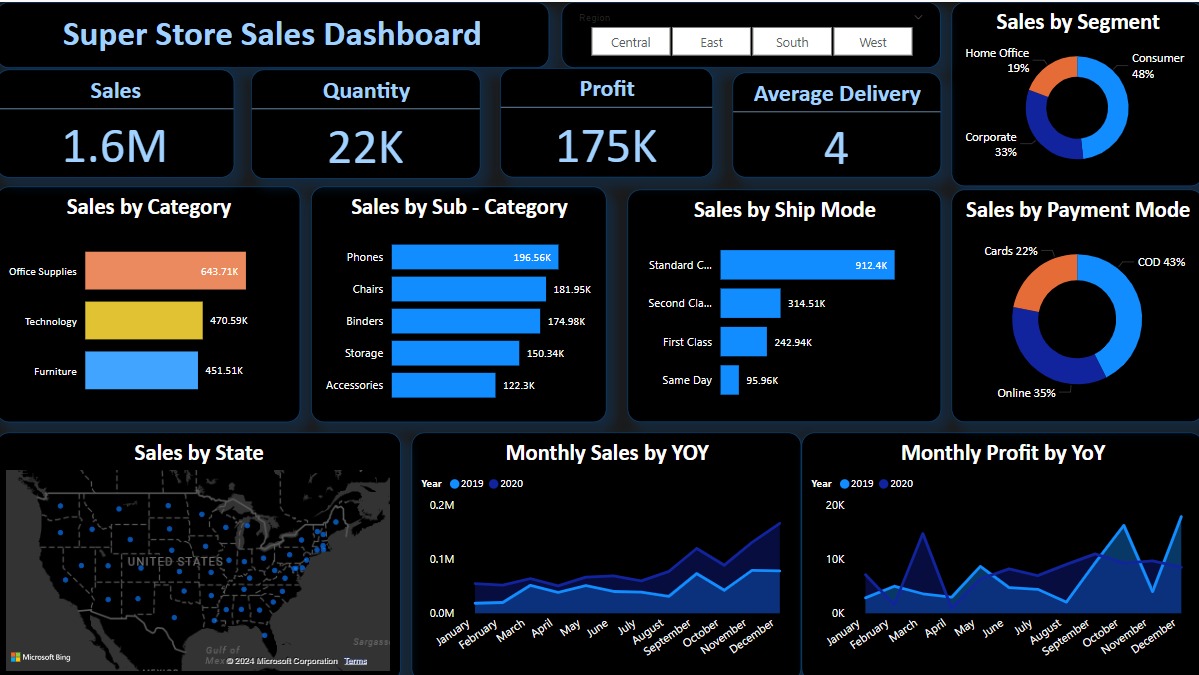 Super Store Sales Dashboard
Region
Central
East
South
West
Sales
1.6M
Quantity
22K
Profit
175K
Average Delivery
4
Sales by Segment
Home Office
19%
Consumer
48%
Corporate
33%
Sales by Category
Office Supplies
643.71K
Technology
470.59K
Furniture
451.51K
Sales by Sub - Category
Phones
196.56K
Chairs
181.95K
Binders
174.98K
Storage
150.34K
Accessories
122.3K
Sales by Ship Mode
Standard C...
912.4K
Second Cla...
314.51K
First Class
242.94K
Same Day
95.96K
Sales by Payment Mode
Cards 22%
COD 43%
Online 35%
Sales by State
UNITED STATES
Gulf of
Sargass
Microsoft Bing
© 2024 Microsoft Corporation
Terms
Monthly Sales by YOY
Year
2019
2020
0.2M
0.1M
0.0M
January
February
March
April
May
June
July
August
September
October
November
December
Monthly Profit by YoY
Year
2019
2020
20K
10K
0K
January
February
March
April
May
June
July
August
September
October
November
December